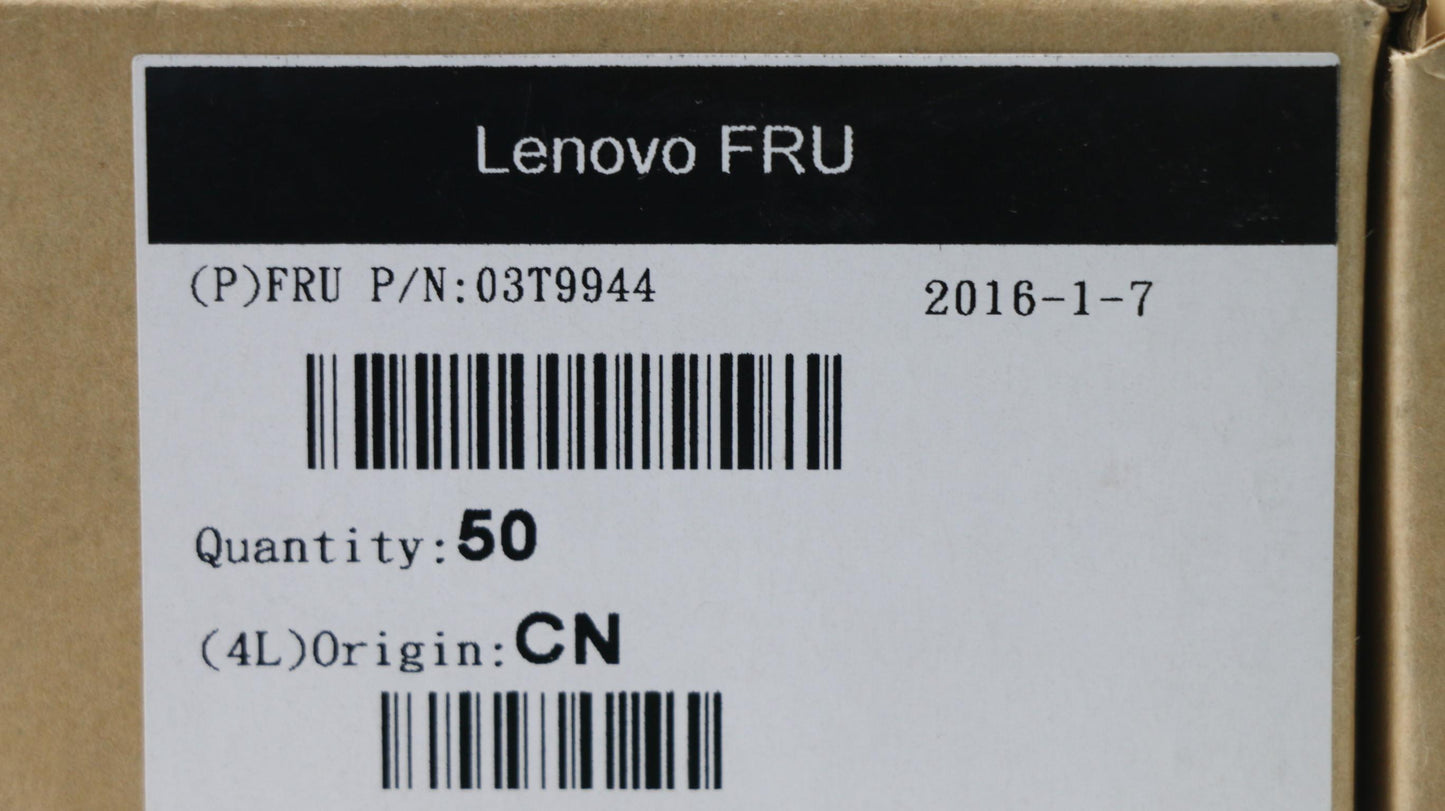 Lenovo FRU
(P)FRU P/N:03T9944 2016-1-7
Quantity:50
(4L)Origin:CN